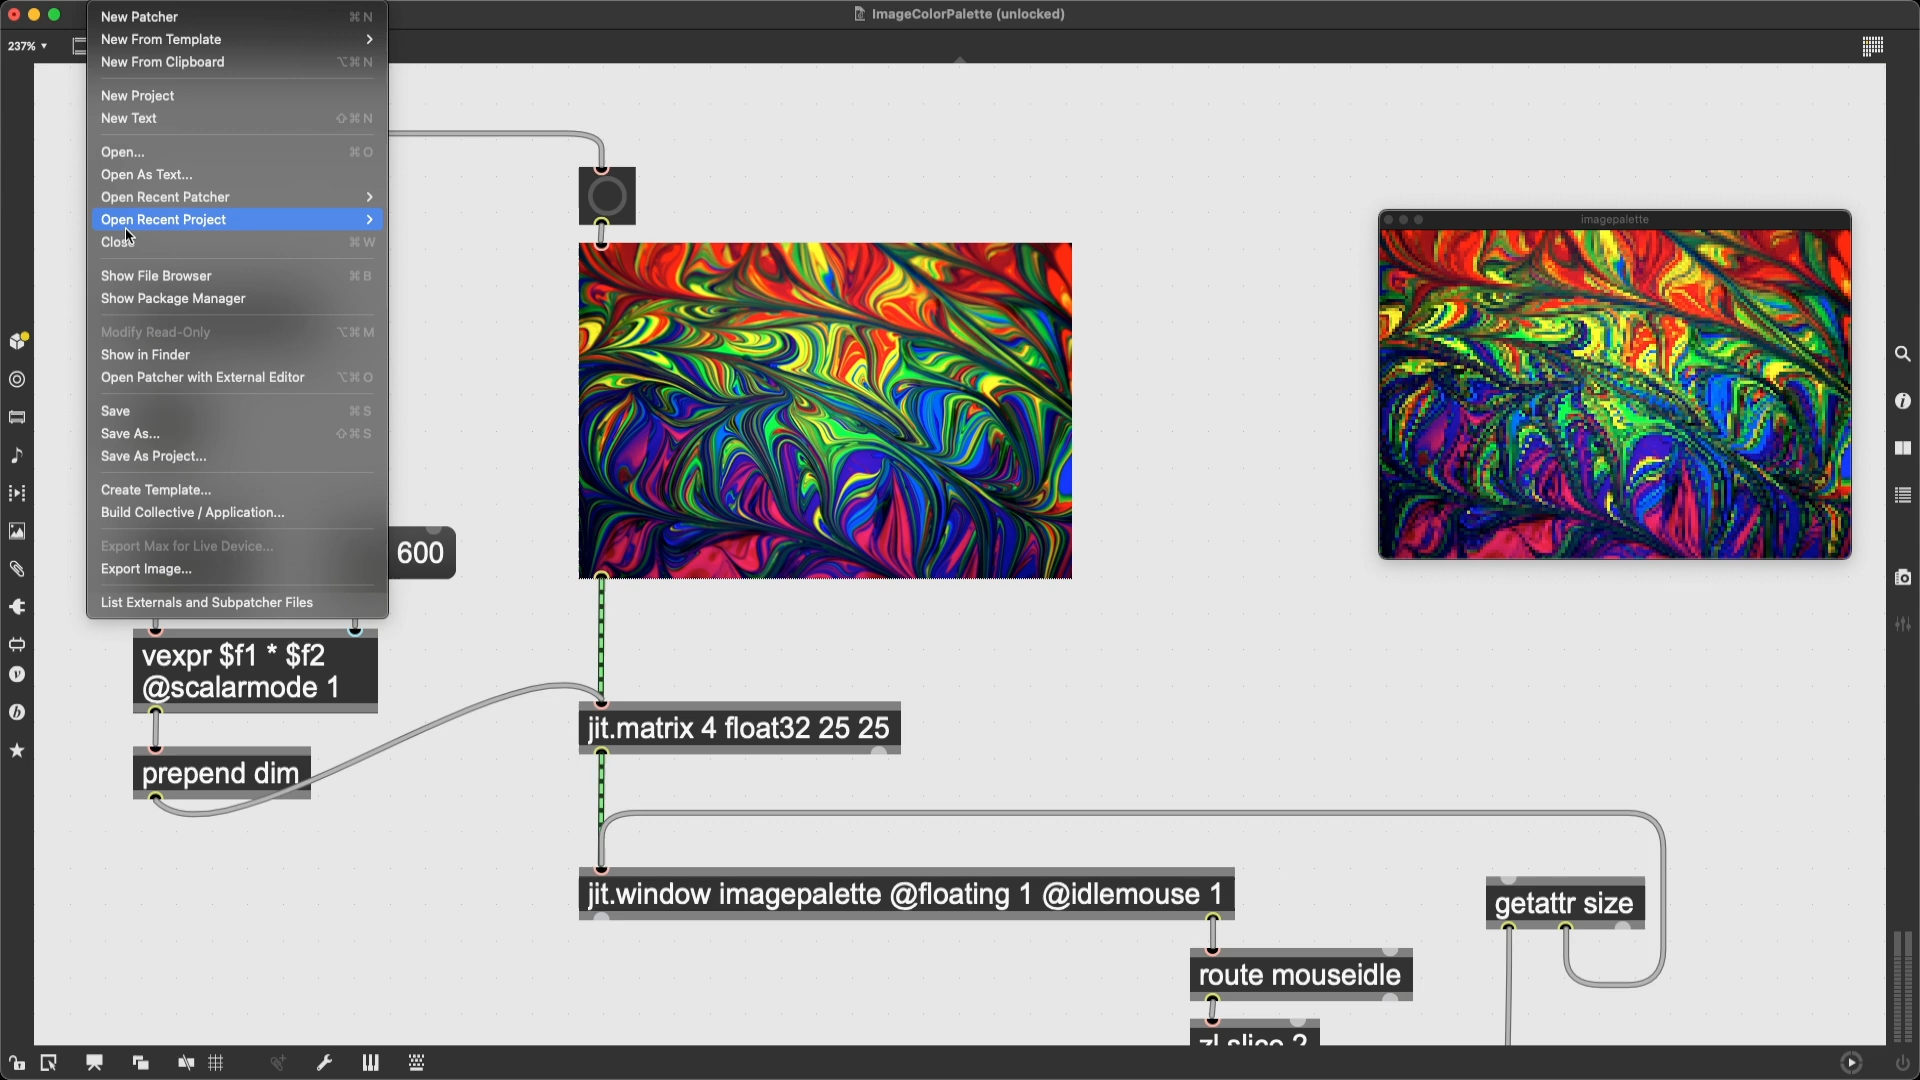 ImageColorPalette (unlocked)
237%
New Patcher ⌘N
New From Template
New From Clipboard ⌥⌘N
New Project
New Text ⇧⌘N
Open... ⌘O
Open As Text...
Open Recent Patcher
Open Recent Project
Close ⌘W
Show File Browser ⌘B
Show Package Manager
Modify Read-Only ⌥⌘M
Show in Finder
Open Patcher with External Editor ⌥⌘O
Save ⌘S
Save As... ⇧⌘S
Save As Project...
Create Template...
Build Collective / Application...
Export Max for Live Device...
Export Image...
List Externals and Subpatcher Files
imagepalette
600
vexpr $f1 * $f2
@scalarmode 1
prepend dim
jit.matrix 4 float32 25 25
jit.window imagepalette @floating 1 @idlemouse 1
getattr size
route mouseidle
zl slice 2